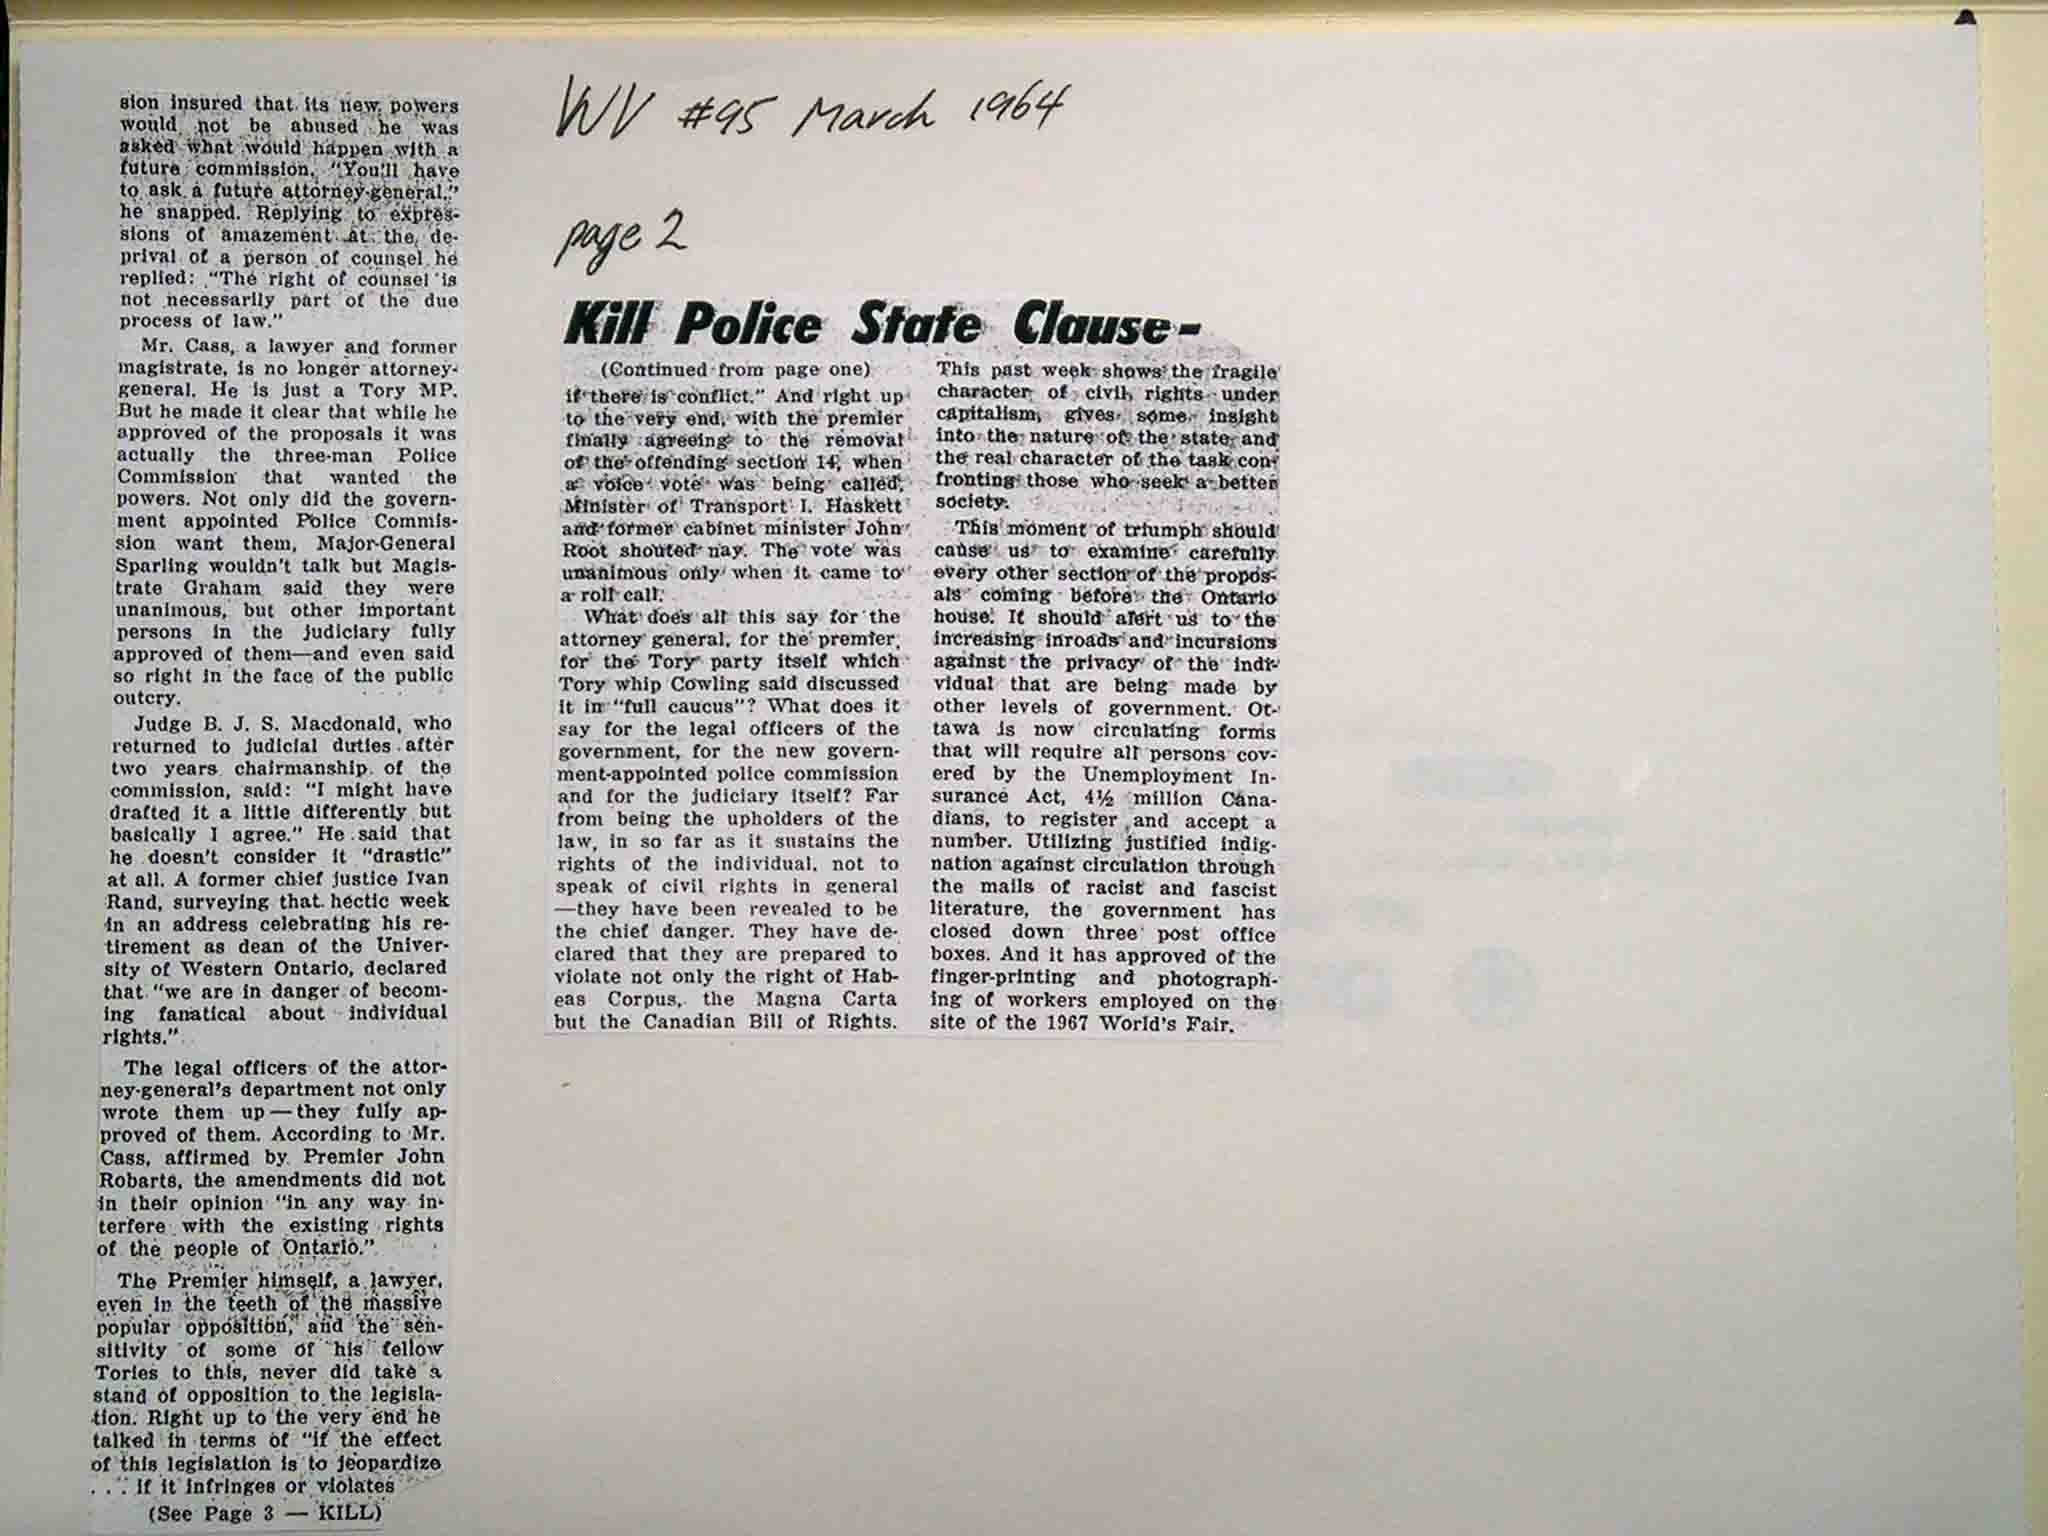 sion insured that its new powers
would not be abused he was
asked what would happen with a
future commission. "You'll have
to ask a future attorney-general,"
he snapped. Replying to expres-
sions of amazement at the de-
prival of a person of counsel he
replied: "The right of counsel is
not necessarily part of the due
process of law."
Mr. Cass, a lawyer and former
magistrate, is no longer attorney-
general. He is just a Tory MP.
But he made it clear that while he
approved of the proposals it was
actually the three-man Police
Commission that wanted the
powers. Not only did the govern-
ment appointed Police Commis-
sion want them, Major-General
Sparling wouldn't talk but Magis-
trate Graham said they were
unanimous, but other important
persons in the judiciary fully
approved of them—and even said
so right in the face of the public
outcry.
Judge B. J. S. Macdonald, who
returned to judicial duties after
two years chairmanship of the
commission, said: "I might have
drafted it a little differently but
basically I agree." He said that
he doesn't consider it "drastic"
at all. A former chief justice Ivan
Rand, surveying that hectic week
in an address celebrating his re-
tirement as dean of the Univer-
sity of Western Ontario, declared
that "we are in danger of becom-
ing fanatical about individual
rights."
The legal officers of the attor-
ney-general's department not only
wrote them up—they fully ap-
proved of them. According to Mr.
Cass, affirmed by Premier John
Robarts, the amendments did not
in their opinion "in any way in-
terfere with the existing rights
of the people of Ontario."
The Premier himself, a lawyer,
even in the teeth of the massive
popular opposition, and the sen-
sitivity of some of his fellow
Tories to this, never did take a
stand of opposition to the legisla-
tion. Right up to the very end he
talked in terms of "if the effect
of this legislation is to jeopardize
. . . if it infringes or violates
(See Page 3 — KILL)
WV #95 March 1964
page 2
Kill Police State Clause-
(Continued from page one)
if there is conflict." And right up
to the very end, with the premier
finally agreeing to the removal
of the offending section 14, when
a voice vote was being called,
Minister of Transport I. Haskett
and former cabinet minister John
Root shouted nay. The vote was
unanimous only when it came to
a roll call.
What does all this say for the
attorney general, for the premier,
for the Tory party itself which
Tory whip Cowling said discussed
it in "full caucus"? What does it
say for the legal officers of the
government, for the new govern-
ment-appointed police commission
and for the judiciary itself? Far
from being the upholders of the
law, in so far as it sustains the
rights of the individual, not to
speak of civil rights in general
—they have been revealed to be
the chief danger. They have de-
clared that they are prepared to
violate not only the right of Hab-
eas Corpus, the Magna Carta
but the Canadian Bill of Rights.
This past week shows the fragile
character of civil rights under
capitalism, gives some insight
into the nature of the state and
the real character of the task con-
fronting those who seek a better
society.
This moment of triumph should
cause us to examine carefully
every other section of the propos-
als coming before the Ontario
house. It should alert us to the
increasing inroads and incursions
against the privacy of the indi-
vidual that are being made by
other levels of government. Ot-
tawa is now circulating forms
that will require all persons cov-
ered by the Unemployment In-
surance Act, 4½ million Cana-
dians, to register and accept a
number. Utilizing justified indig-
nation against circulation through
the mails of racist and fascist
literature, the government has
closed down three post office
boxes. And it has approved of the
finger-printing and photograph-
ing of workers employed on the
site of the 1967 World's Fair.